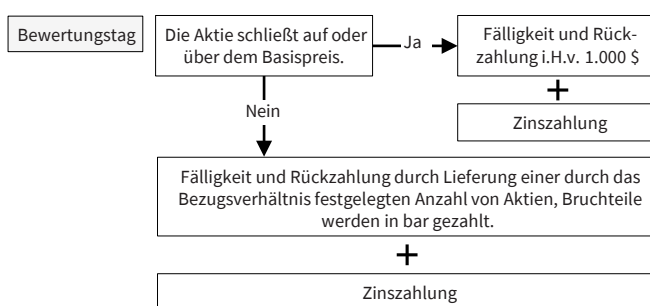 Bewertungstag
Die Aktie schließt auf oder
über dem Basispreis.
Ja
Fälligkeit und Rück-
zahlung i.H.v. 1.000 $
+
Zinszahlung
Nein
Fälligkeit und Rückzahlung durch Lieferung einer durch das
Bezugsverhältnis festgelegten Anzahl von Aktien, Bruchteile
werden in bar gezahlt.
+
Zinszahlung